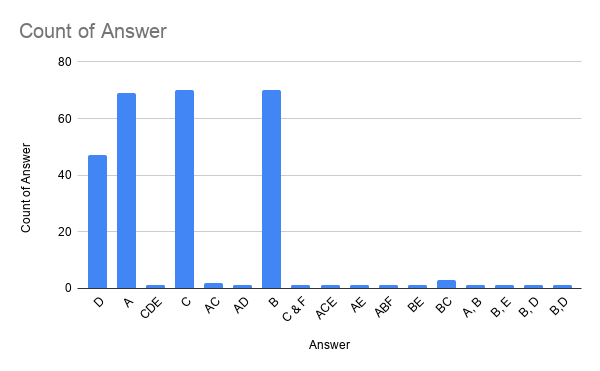 Count of Answer
80
60
40
20
0
Count of Answer
D
A
CDE
C
AC
AD
B
C & F
ACE
AE
ABF
BE
BC
A, B
B, E
B, D
B,D
Answer